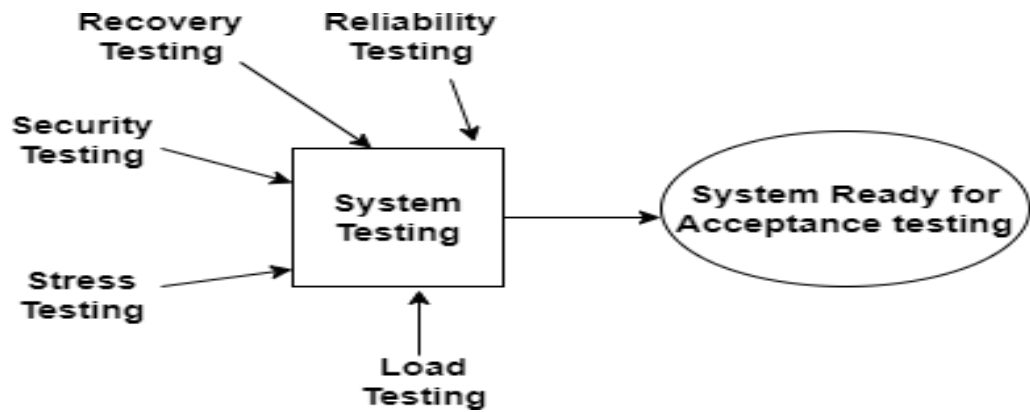 Recovery
Testing
Reliability
Testing
Security
Testing
System
Testing
System Ready for
Acceptance testing
Stress
Testing
Load
Testing